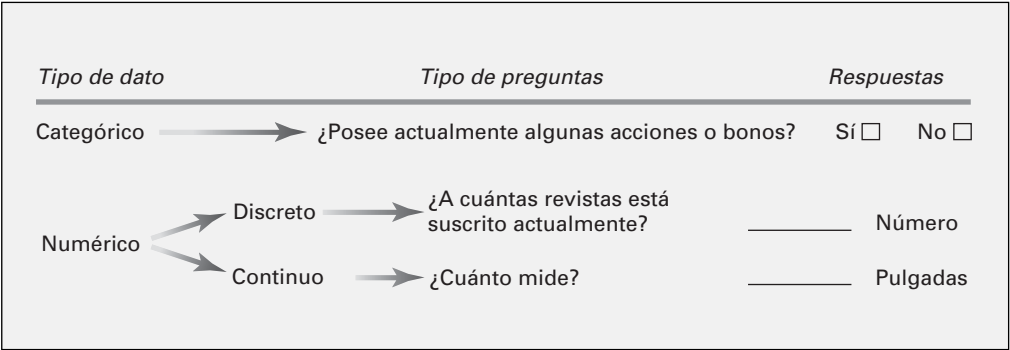 Tipo de dato Tipo de preguntas Respuestas
Categórico ¿Posee actualmente algunas acciones o bonos? Sí No
Discreto ¿A cuántas revistas está
suscrito actualmente? Número
Numérico
Continuo ¿Cuánto mide? Pulgadas